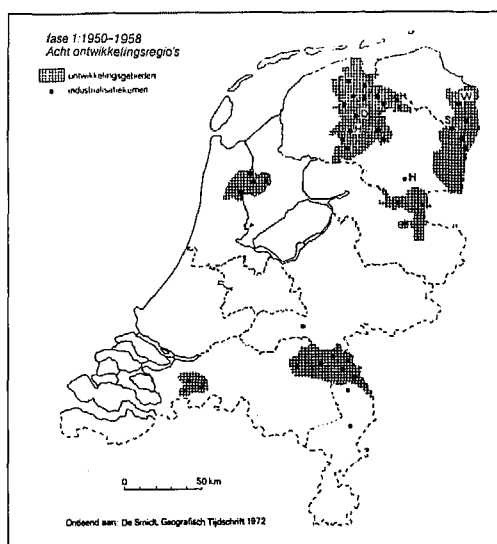 fase 1:1950–1958
Acht ontwikkelingsregio's
ontwikkelingsgebieden
industrialisatiekernen
W
S
D
H
0 50 km
Ontleend aan: De Smidt, Geografisch Tijdschrift 1972